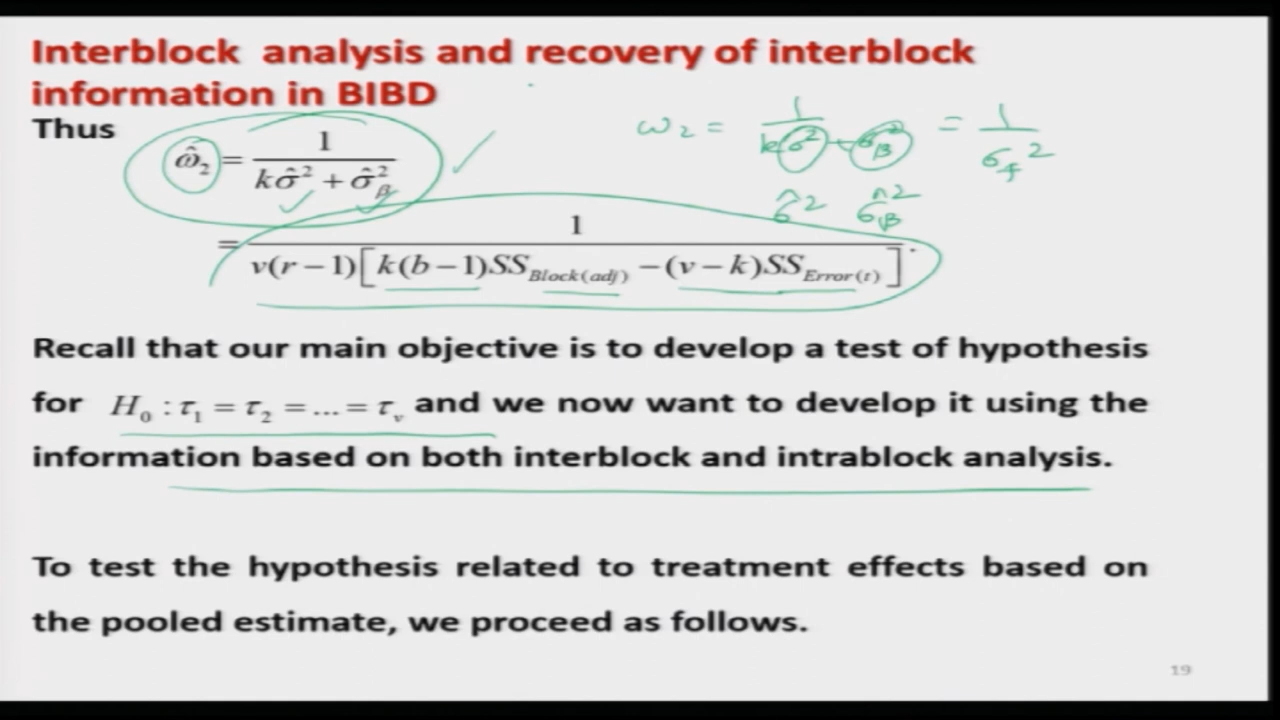 Interblock analysis and recovery of interblock
information in BIBD
Thus
ω̂₂ = 1 / (kσ̂² + σ̂²_β)
ω₂ = 1 / (kσ² + σ²_β) = 1 / σ_f²
σ̂² σ̂²_β
= 1 / (v(r − 1)[k(b − 1)SS_Block(adj) − (v − k)SS_Error(t)]).
Recall that our main objective is to develop a test of hypothesis
for H₀ : τ₁ = τ₂ = ... = τ_v and we now want to develop it using the
information based on both interblock and intrablock analysis.
To test the hypothesis related to treatment effects based on
the pooled estimate, we proceed as follows.
19